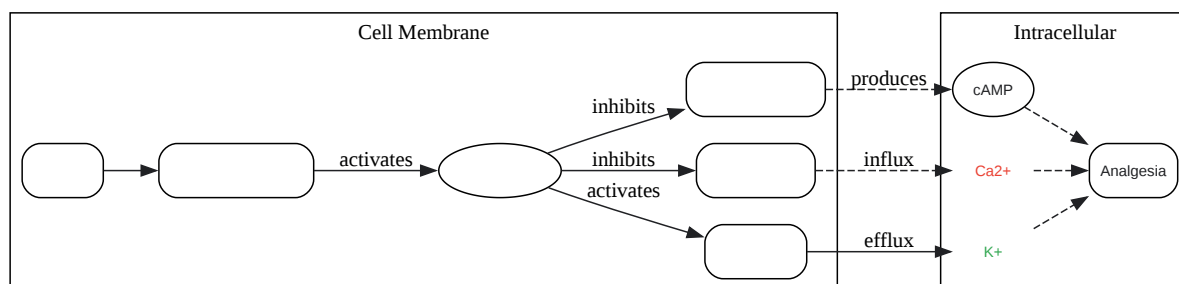 Cell Membrane
Intracellular
produces
cAMP
inhibits
activates
inhibits
influx
Ca2+
Analgesia
activates
efflux
K+